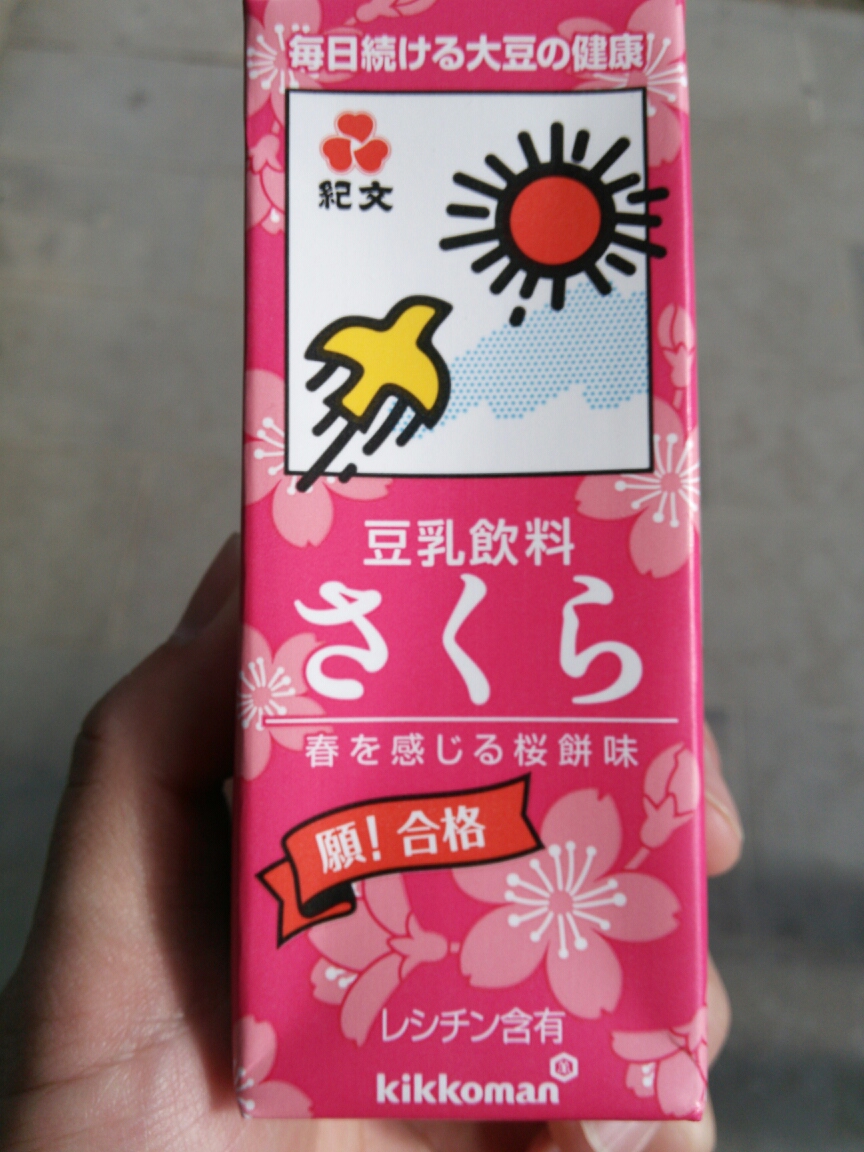 毎日続ける大豆の健康
紀文
豆乳飲料
さくら
春を感じる桜餅味
願！合格
レシチン含有
kikkoman